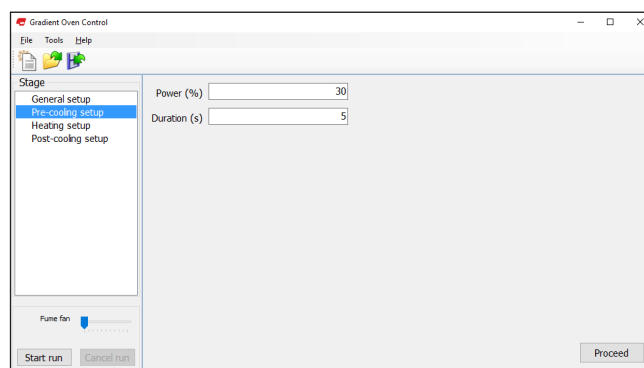 Gradient Oven Control
File Tools Help
Stage
General setup
Pre-cooling setup
Heating setup
Post-cooling setup
Power (%) 30
Duration (s) 5
Fume fan
Start run Cancel run
Proceed